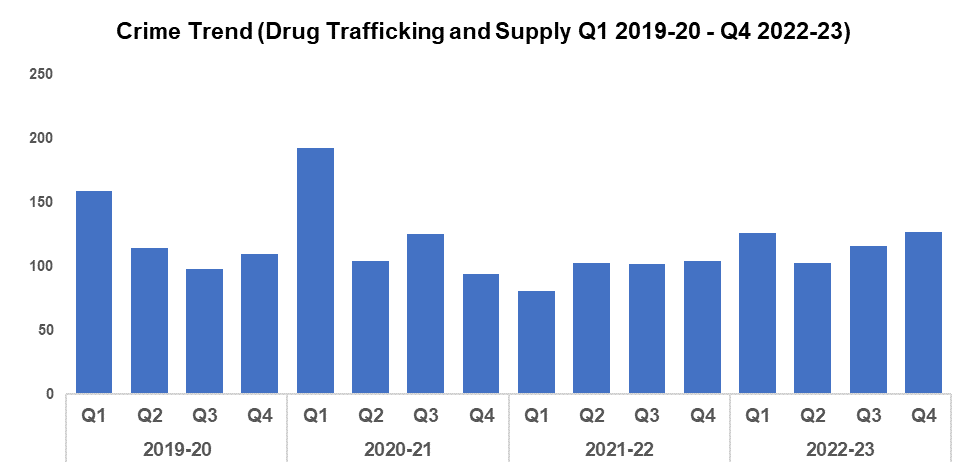 Crime Trend (Drug Trafficking and Supply Q1 2019-20 - Q4 2022-23)
250
200
150
100
50
0
Q1 Q2 Q3 Q4 Q1 Q2 Q3 Q4 Q1 Q2 Q3 Q4 Q1 Q2 Q3 Q4
2019-20 2020-21 2021-22 2022-23